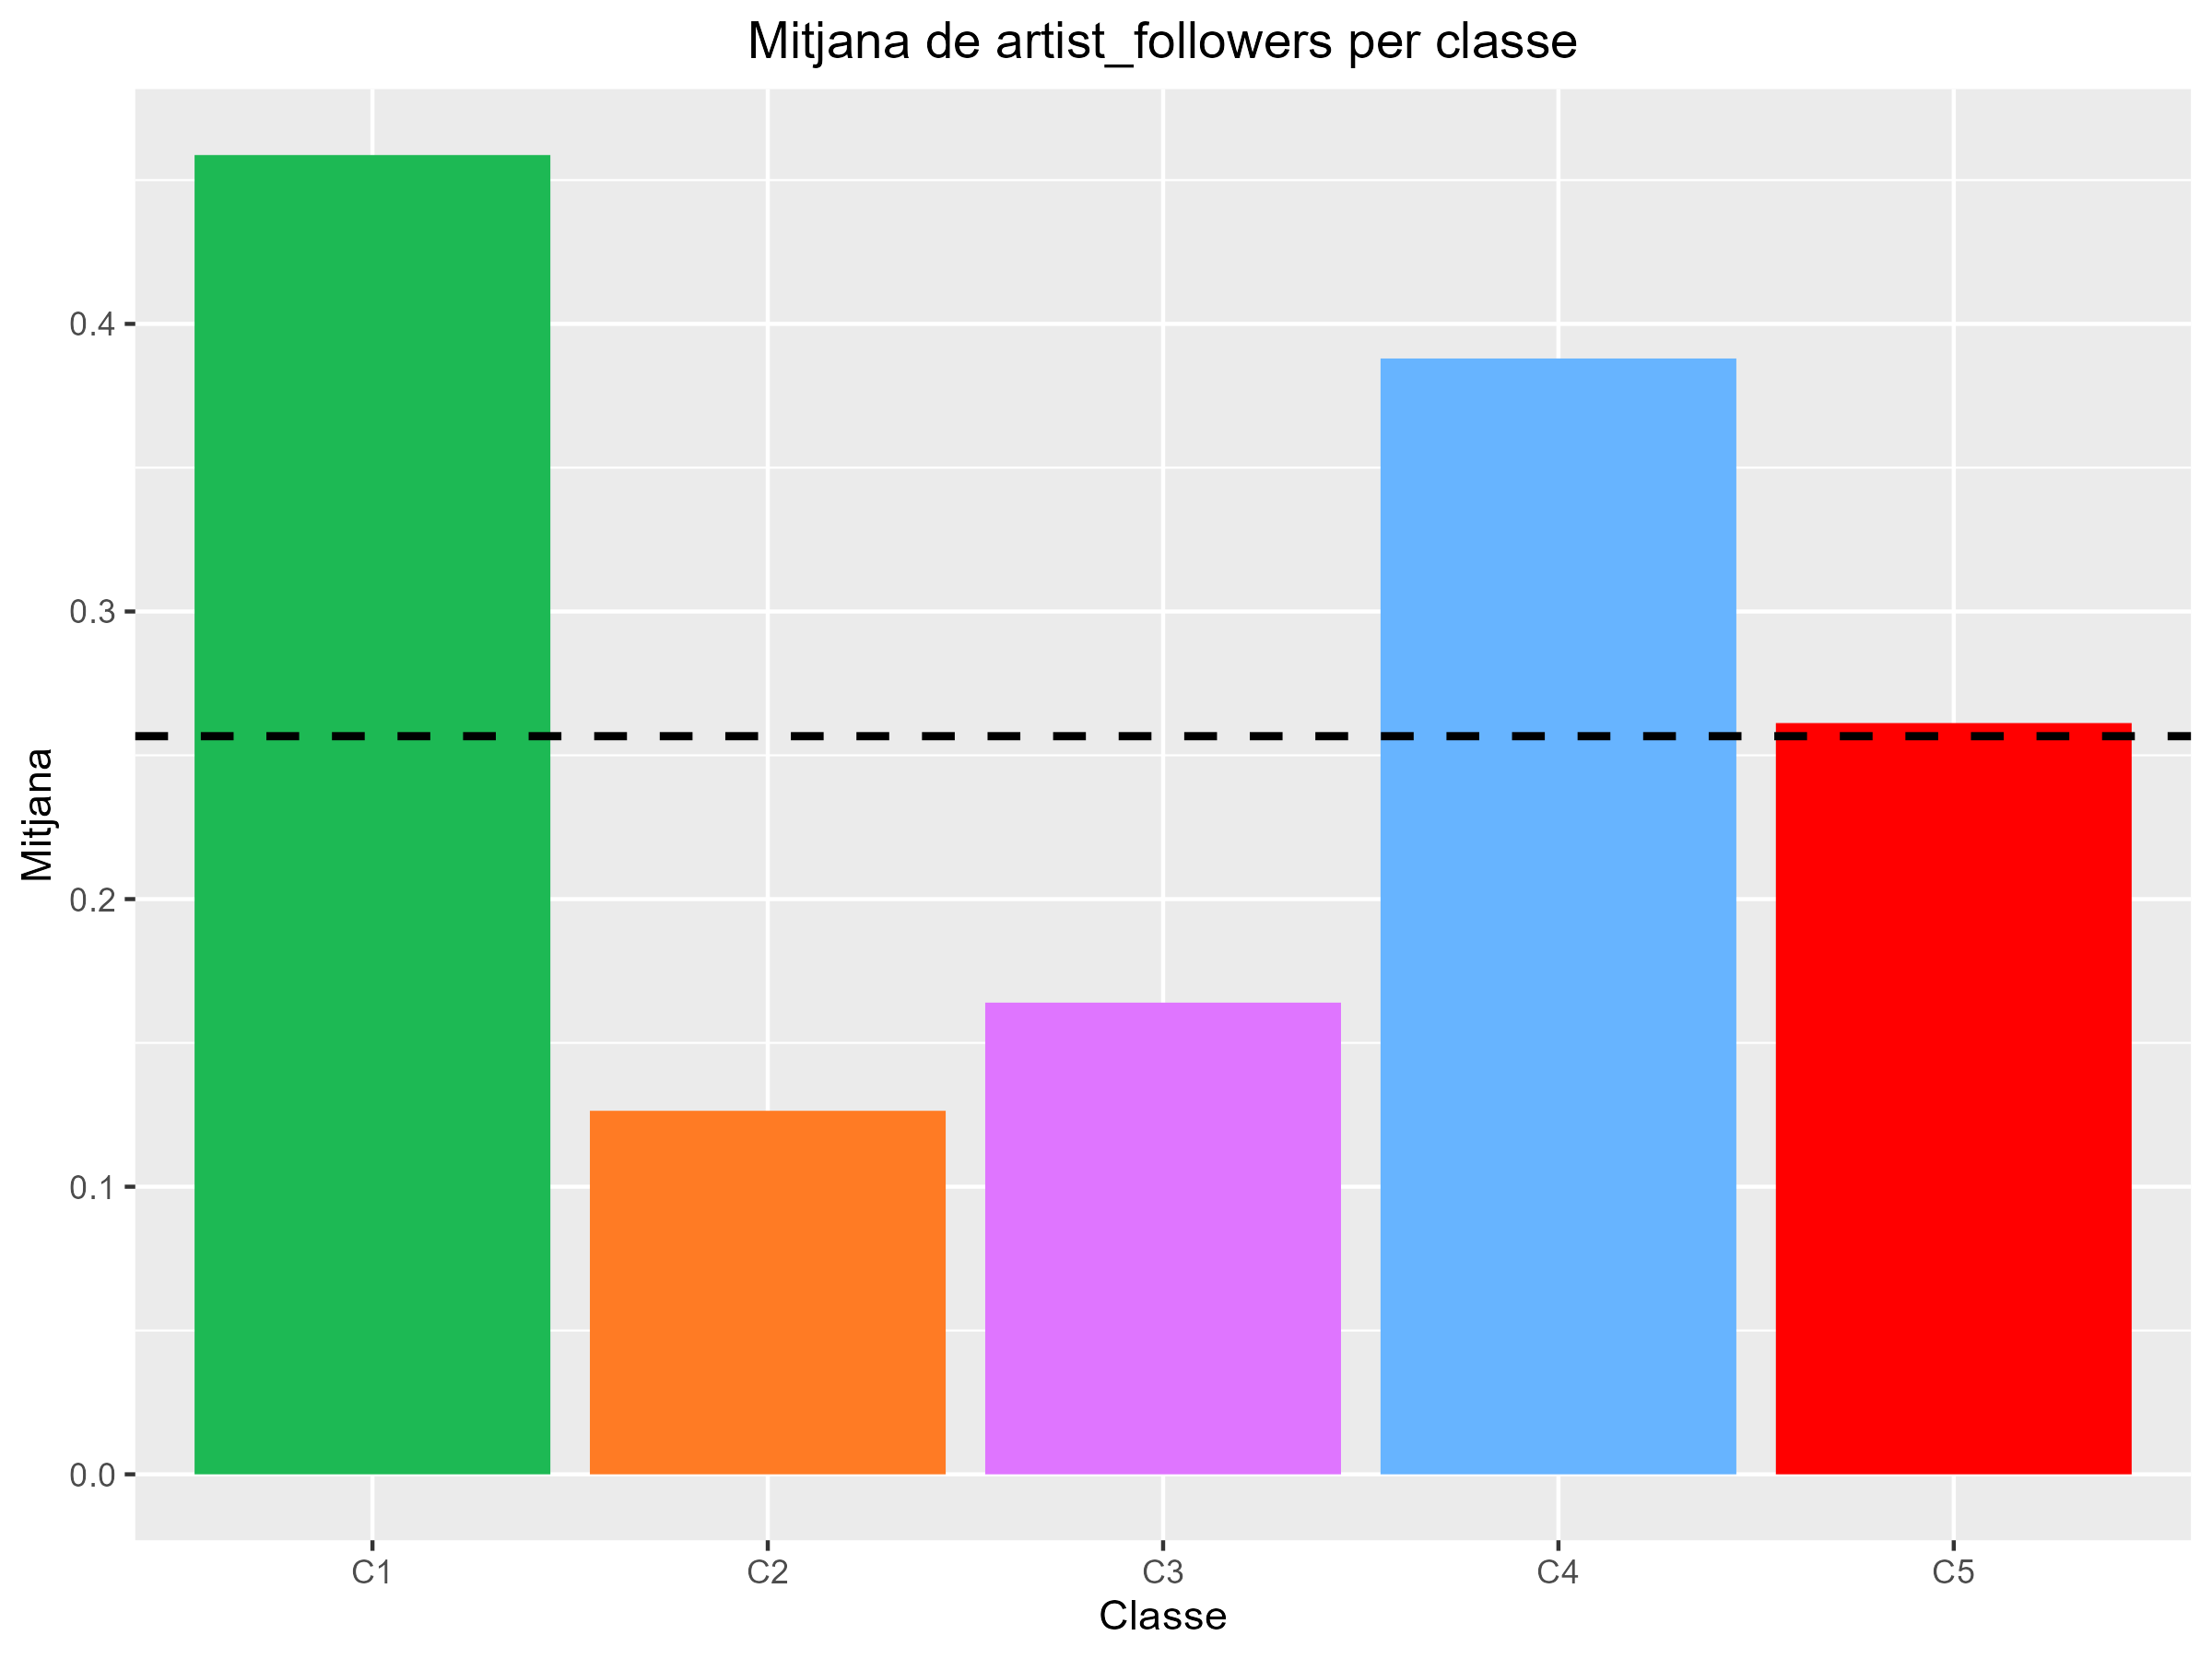 Mitjana de artist_followers per classe
Mitjana
0.4
0.3
0.2
0.1
0.0
C1 C2 C3 C4 C5
Classe